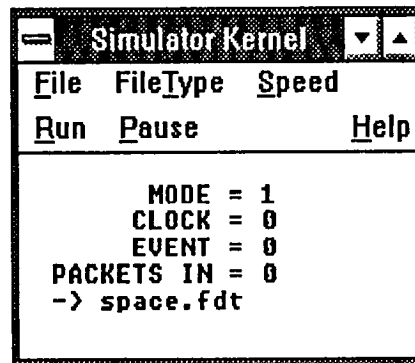 Simulator Kernel
File FileType Speed
Run Pause Help
MODE = 1
CLOCK = 0
EVENT = 0
PACKETS IN = 0
-> space.fdt